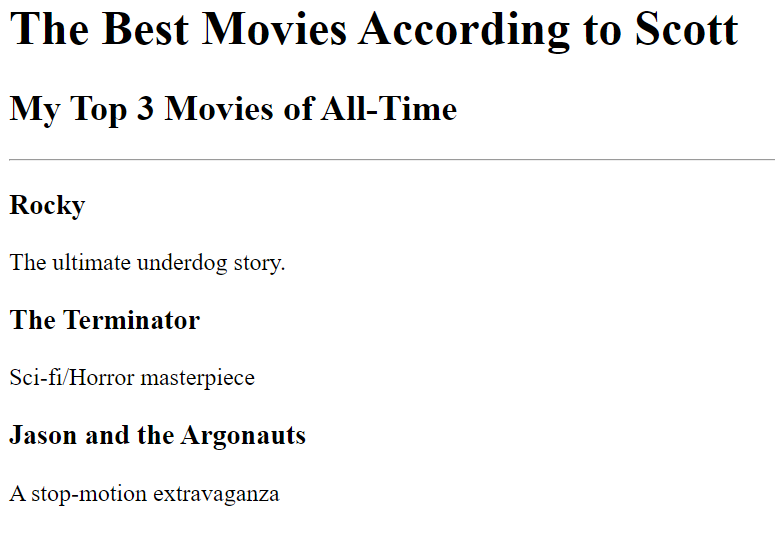 The Best Movies According to Scott
My Top 3 Movies of All-Time
Rocky
The ultimate underdog story.
The Terminator
Sci-fi/Horror masterpiece
Jason and the Argonauts
A stop-motion extravaganza